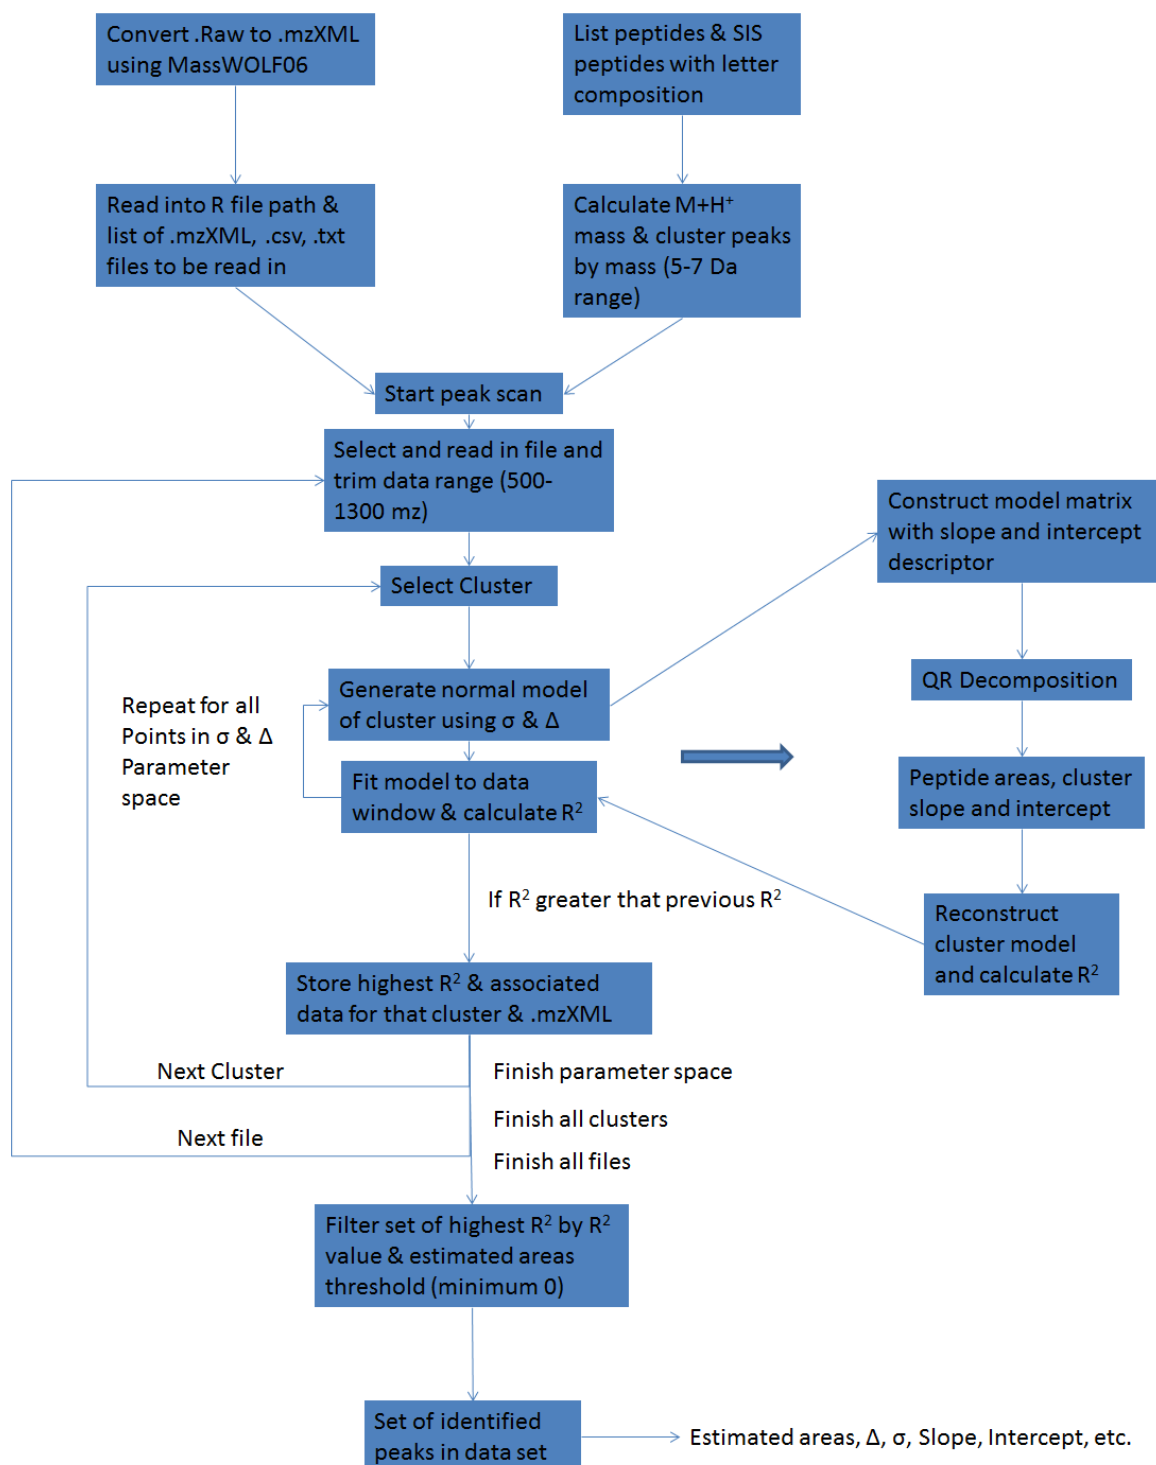 Convert .Raw to .mzXML
using MassWOLF06
List peptides & SIS
peptides with letter
composition
Read into R file path &
list of .mzXML, .csv, .txt
files to be read in
Calculate M+H⁺
mass & cluster peaks
by mass (5-7 Da
range)
Start peak scan
Select and read in file and
trim data range (500-
1300 mz)
Construct model matrix
with slope and intercept
descriptor
Select Cluster
QR Decomposition
Generate normal model
of cluster using σ & Δ
Repeat for all
Points in σ & Δ
Parameter
space
Fit model to data
window & calculate R²
Peptide areas, cluster
slope and intercept
If R² greater that previous R²
Reconstruct
cluster model
and calculate R²
Store highest R² & associated
data for that cluster & .mzXML
Next Cluster
Finish parameter space
Finish all clusters
Next file
Finish all files
Filter set of highest R² by R²
value & estimated areas
threshold (minimum 0)
Set of identified
peaks in data set
Estimated areas, Δ, σ, Slope, Intercept, etc.